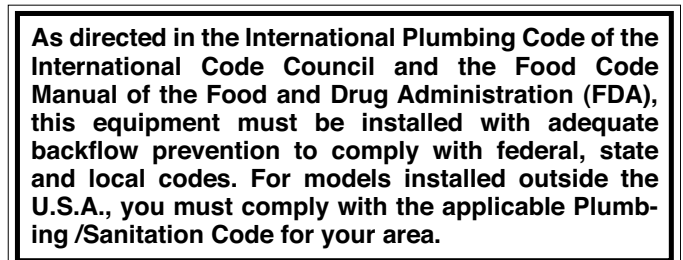 As directed in the International Plumbing Code of the
International Code Council and the Food Code
Manual of the Food and Drug Administration (FDA),
this equipment must be installed with adequate
backflow prevention to comply with federal, state
and local codes. For models installed outside the
U.S.A., you must comply with the applicable Plumb-
ing /Sanitation Code for your area.